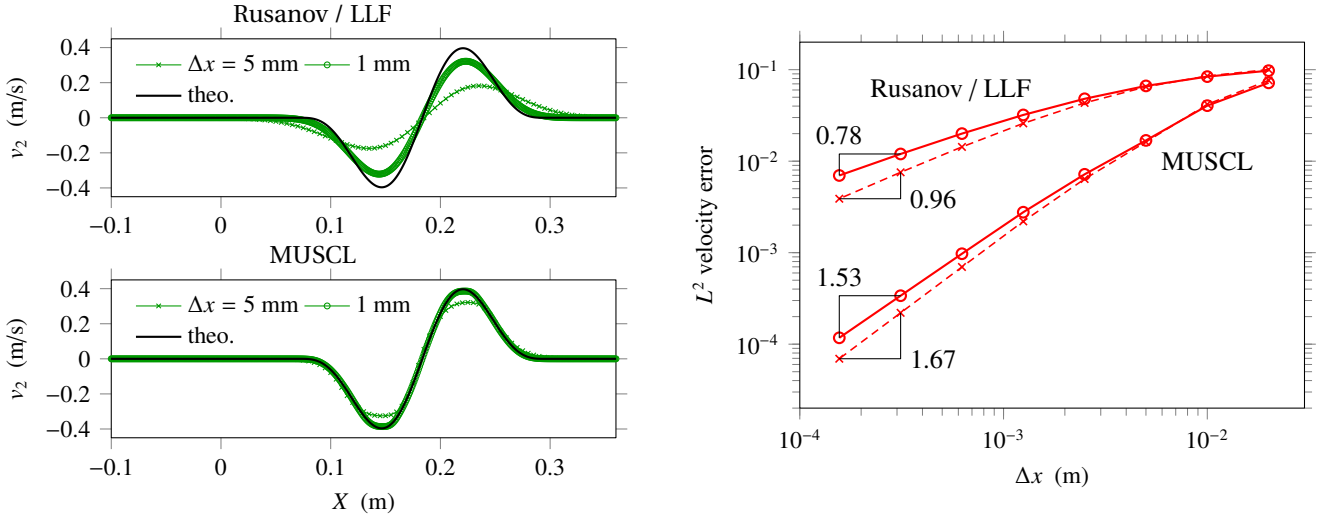 Rusanov / LLF
0.4
0.2
0
−0.2
−0.4
v2 (m/s)
Δx = 5 mm
1 mm
theo.
−0.1
0
0.1
0.2
0.3
MUSCL
0.4
0.2
0
−0.2
−0.4
v2 (m/s)
Δx = 5 mm
1 mm
theo.
−0.1
0
0.1
0.2
0.3
X (m)
10−1
10−2
10−3
10−4
L2 velocity error
Rusanov / LLF
0.78
0.96
MUSCL
1.53
1.67
10−4
10−3
10−2
Δx (m)